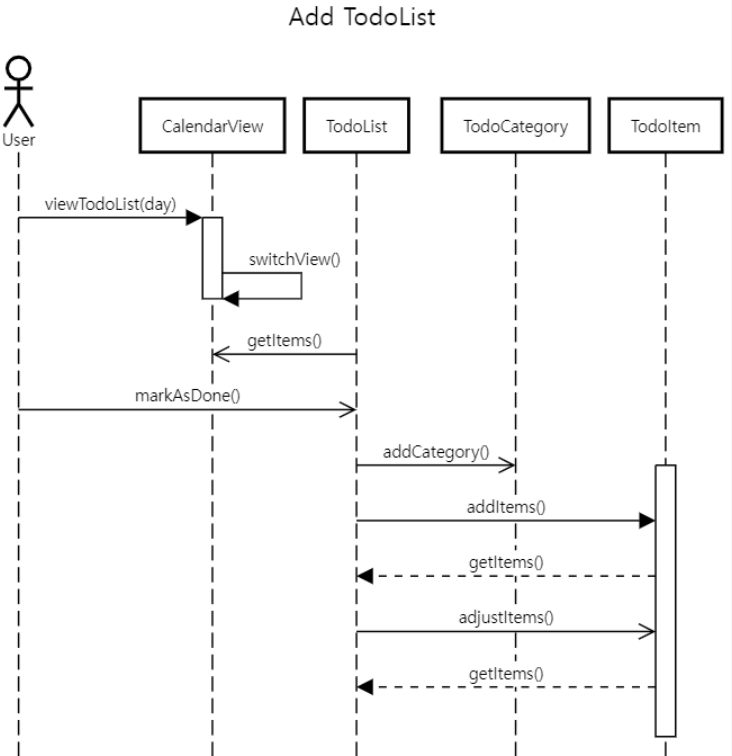 Add TodoList
User
CalendarView
TodoList
TodoCategory
TodoItem
viewTodoList(day)
switchView()
getItems()
markAsDone()
addCategory()
addItems()
getItems()
adjustItems()
getItems()